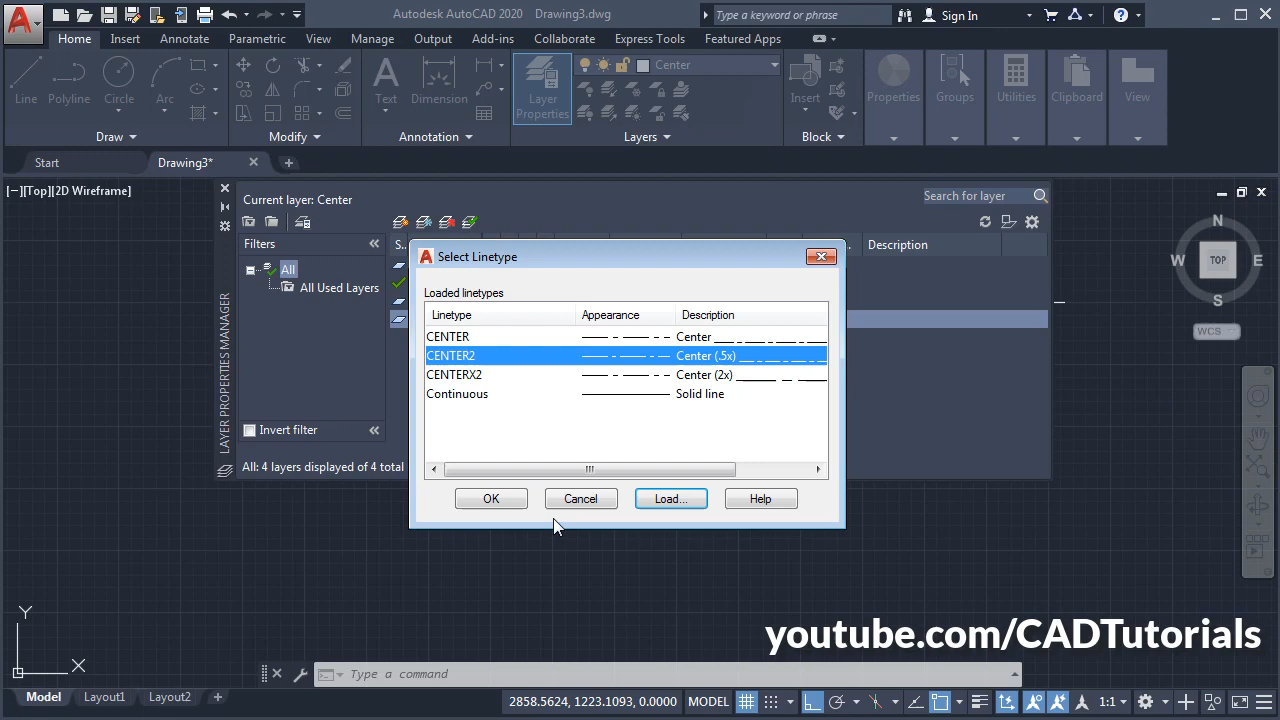 Autodesk AutoCAD 2020 Drawing3.dwg
Type a keyword or phrase
Sign In
Home Insert Annotate Parametric View Manage Output Add-ins Collaborate Express Tools Featured Apps
Line Polyline Circle Arc
Text Dimension
Layer Properties
Center
Insert
Properties Groups Utilities Clipboard View
Draw Modify Annotation Layers Block
Start Drawing3*
[−][Top][2D Wireframe]
Current layer: Center
Search for layer
Filters
S..
Description
All
All Used Layers
Invert filter
All: 4 layers displayed of 4 total
LAYER PROPERTIES MANAGER
Select Linetype
Loaded linetypes
Linetype Appearance Description
CENTER Center
CENTER2 Center (.5x)
CENTERX2 Center (2x)
Continuous Solid line
OK Cancel Load... Help
N
W TOP E
S
WCS
Y
X
youtube.com/CADTutorials
Type a command
Model Layout1 Layout2
2858.5624, 1223.1093, 0.0000 MODEL 1:1